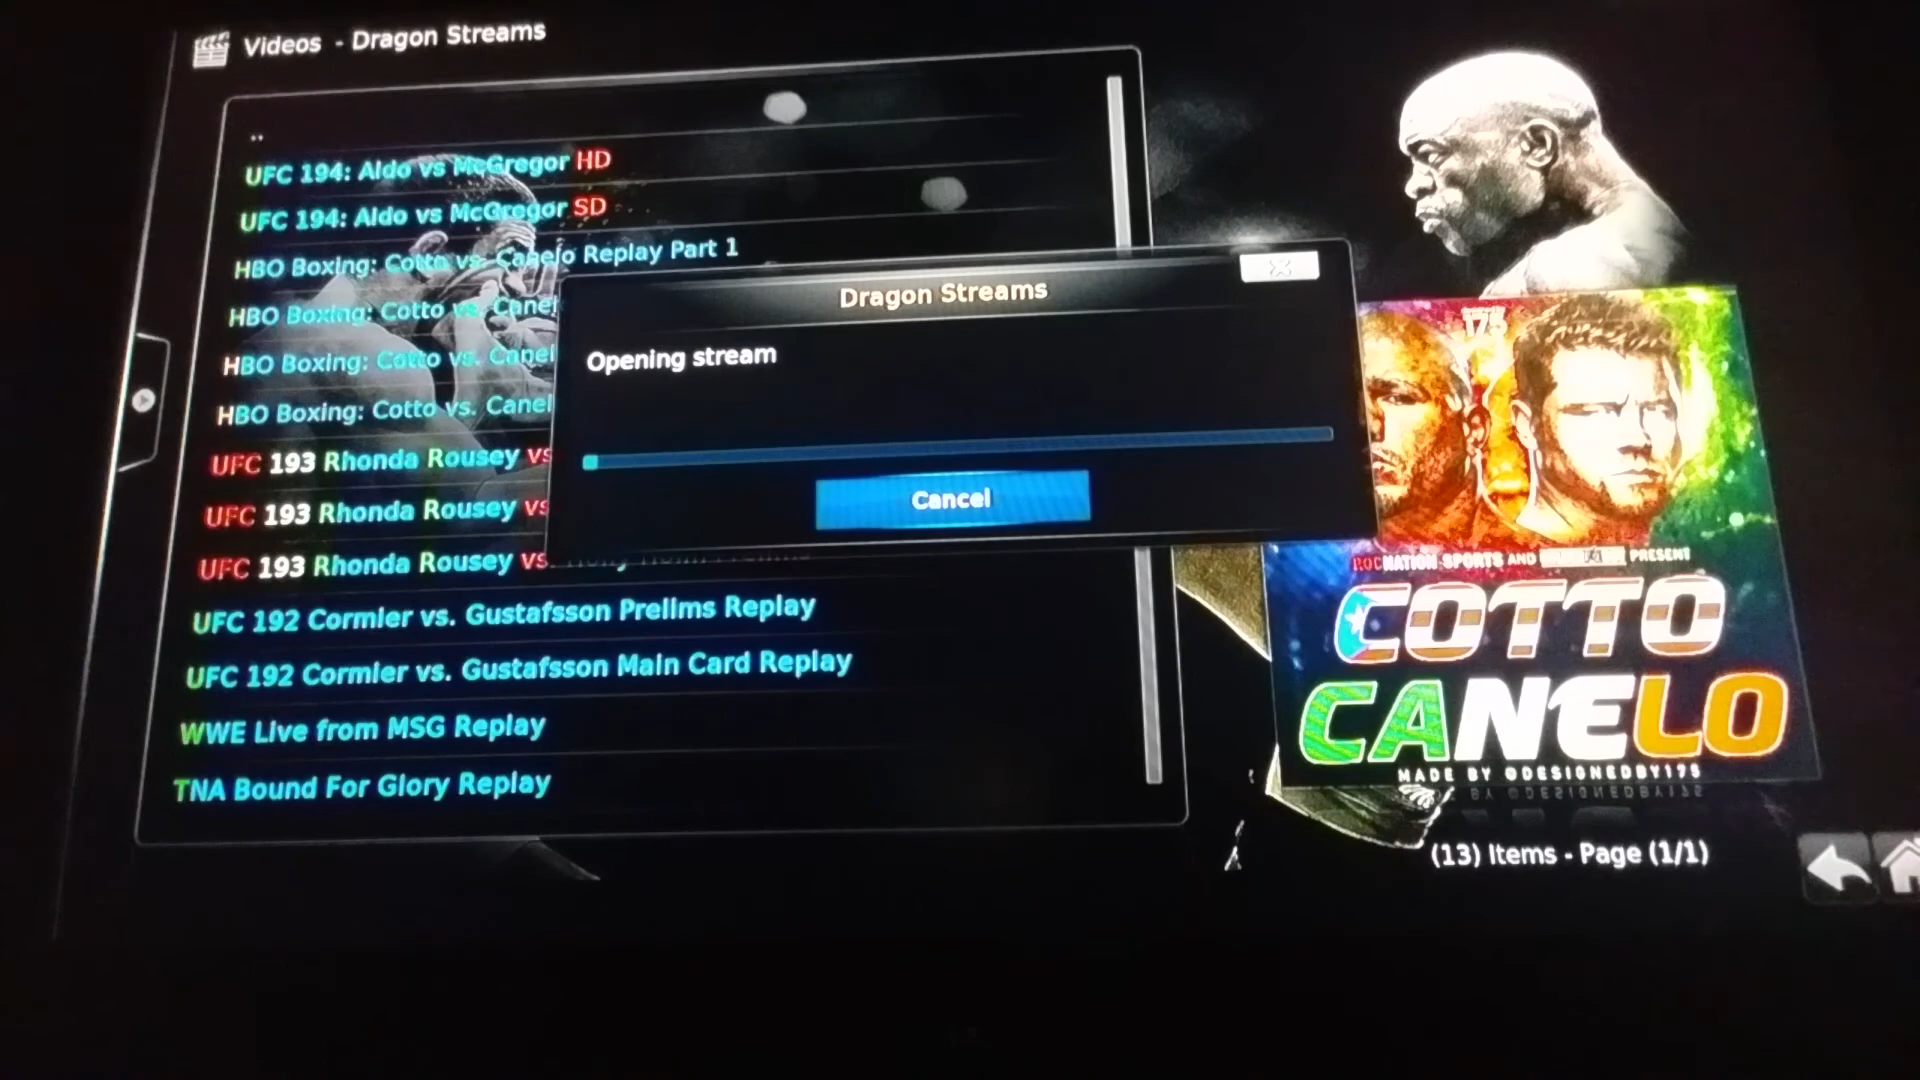 Videos - Dragon Streams
..
UFC 194: Aldo vs McGregor HD
UFC 194: Aldo vs McGregor SD
HBO Boxing: Cotto vs. Canelo Replay Part 1
HBO Boxing: Cotto vs. Canel
HBO Boxing: Cotto vs. Canel
HBO Boxing: Cotto vs. Canel
UFC 193 Rhonda Rousey vs
UFC 193 Rhonda Rousey vs
UFC 193 Rhonda Rousey vs.
UFC 192 Cormier vs. Gustafsson Prelims Replay
UFC 192 Cormier vs. Gustafsson Main Card Replay
WWE Live from MSG Replay
TNA Bound For Glory Replay
Dragon Streams
Opening stream
Cancel
175
ROCNATION SPORTS AND PRESENT
COTTO
CANELO
MADE BY @DESIGNEDBY175
(13) Items - Page (1/1)